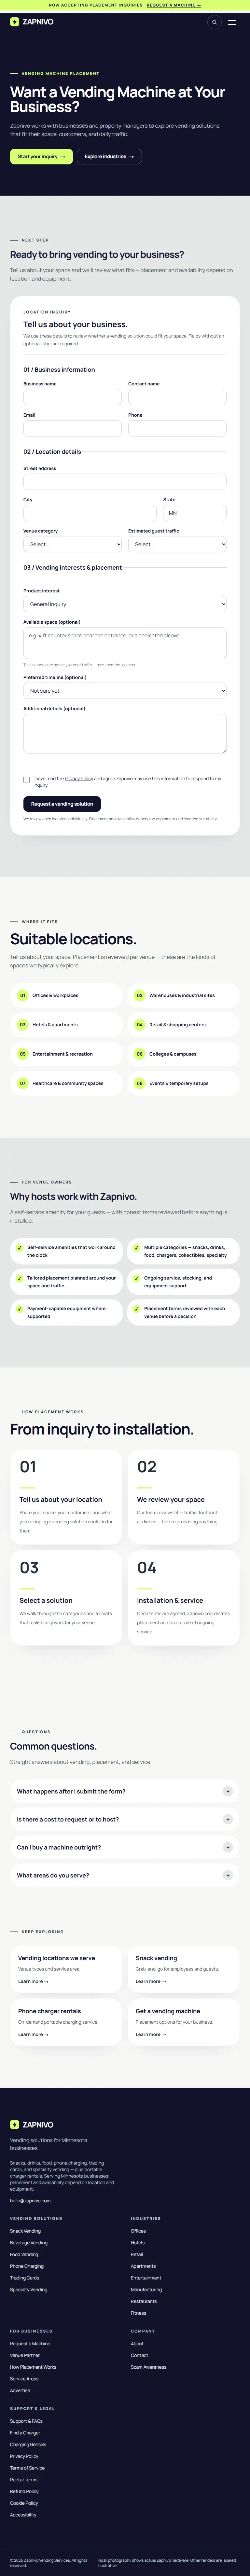 NOW ACCEPTING PLACEMENT INQUIRIES REQUEST A MACHINE →
ZAPNIVO
VENDING MACHINE PLACEMENT
Want a Vending Machine at Your
Business?
Zapnivo works with businesses and property managers to explore vending solutions
that fit their space, customers, and daily traffic.
Start your inquiry →
Explore industries →
NEXT STEP
Ready to bring vending to your business?
Tell us about your space and we'll review what fits — placement and availability depend on
location and equipment.
LOCATION INQUIRY
Tell us about your business.
We use these details to review whether a vending solution could fit your space. Fields without an
optional label are required.
01 / Business information
Business name
Contact name
Email
Phone
02 / Location details
Street address
City
State
MN
Venue category
Estimated guest traffic
Select...
Select...
03 / Vending interests & placement
Product interest
General inquiry
Available space (optional)
e.g. 4 ft counter space near the entrance, or a dedicated alcove
Tell us about the space you could offer — size, location, access.
Preferred timeline (optional)
Not sure yet
Additional details (optional)
I have read the Privacy Policy and agree Zapnivo may use this information to respond to my
inquiry.
Request a vending solution
We review each location individually. Placement and availability depend on equipment and location suitability.
WHERE IT FITS
Suitable locations.
Tell us about your space. Placement is reviewed per venue — these are the kinds of
spaces we typically explore.
01 Offices & workplaces
02 Warehouses & industrial sites
03 Hotels & apartments
04 Retail & shopping centers
05 Entertainment & recreation
06 Colleges & campuses
07 Healthcare & community spaces
08 Events & temporary setups
FOR VENUE OWNERS
Why hosts work with Zapnivo.
A self-service amenity for your guests — with honest terms reviewed before anything is
installed.
✓ Self-service amenities that work around
the clock
✓ Multiple categories — snacks, drinks,
food, chargers, collectibles, specialty
✓ Tailored placement planned around your
space and traffic
✓ Ongoing service, stocking, and
equipment support
✓ Payment-capable equipment where
supported
✓ Placement terms reviewed with each
venue before a decision
HOW PLACEMENT WORKS
From inquiry to installation.
01
Tell us about your location
Share your space, your customers, and what
you're hoping a vending solution could do for
them.
02
We review your space
Our team reviews fit — traffic, footprint,
audience — before proposing anything.
03
Select a solution
We walk through the categories and formats
that realistically work for your venue.
04
Installation & service
Once terms are agreed, Zapnivo coordinates
placement and takes care of ongoing
service.
QUESTIONS
Common questions.
Straight answers about vending, placement, and service.
What happens after I submit the form? +
Is there a cost to request or to host? +
Can I buy a machine outright? +
What areas do you serve? +
KEEP EXPLORING
Vending locations we serve
Venue types and service area.
Learn more →
Snack vending
Grab-and-go for employees and guests.
Learn more →
Phone charger rentals
On-demand portable charging service.
Learn more →
Get a vending machine
Placement options for your business.
Learn more →
ZAPNIVO
Vending solutions for Minnesota
businesses.
Snacks, drinks, food, phone charging, trading
cards, and specialty vending — plus portable
charger rentals. Serving Minnesota businesses;
placement and availability depend on location and
equipment.
hello@zapnivo.com
VENDING SOLUTIONS
Snack Vending
Beverage Vending
Food Vending
Phone Charging
Trading Cards
Specialty Vending
INDUSTRIES
Offices
Hotels
Retail
Apartments
Entertainment
Manufacturing
Restaurants
Fitness
FOR BUSINESSES
Request a Machine
Venue Partner
How Placement Works
Service Areas
Advertise
COMPANY
About
Contact
Scam Awareness
SUPPORT & LEGAL
Support & FAQs
Find a Charger
Charging Rentals
Privacy Policy
Terms of Service
Rental Terms
Refund Policy
Cookie Policy
Accessibility
© 2026 Zapnivo Vending Services. All rights
reserved.
Kiosk photography shows actual Zapnivo hardware. Other renders are labeled
illustrative.